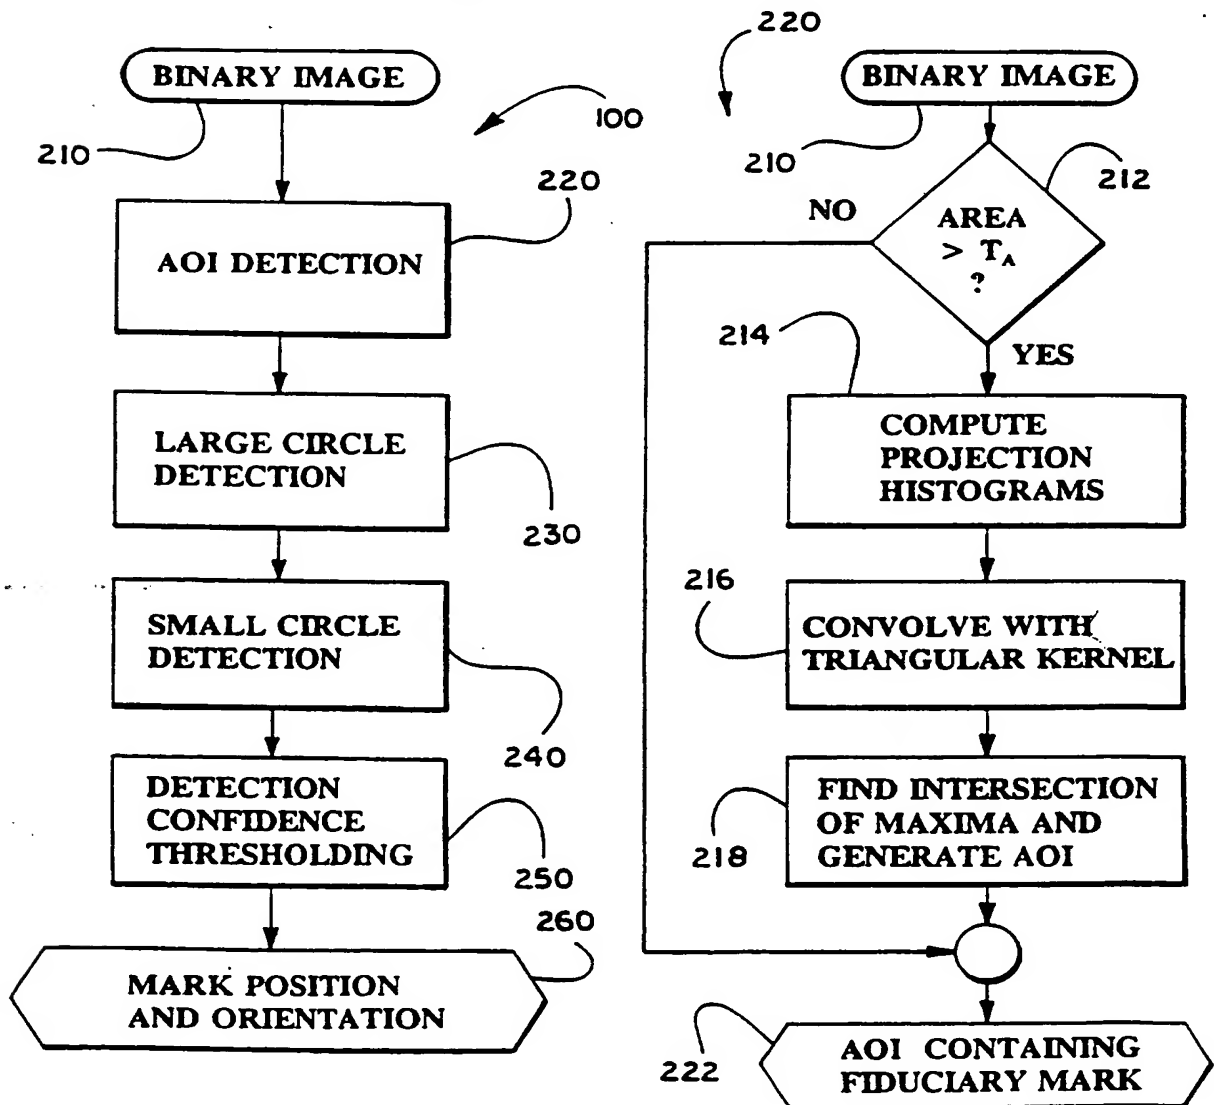 BINARY IMAGE
210
100
220
AOI DETECTION
LARGE CIRCLE
DETECTION
230
SMALL CIRCLE
DETECTION
240
DETECTION
CONFIDENCE
THRESHOLDING
250
260
MARK POSITION
AND ORIENTATION
220
BINARY IMAGE
210
212
NO
AREA
> TA
?
214
YES
COMPUTE
PROJECTION
HISTOGRAMS
216
CONVOLVE WITH
TRIANGULAR KERNEL
FIND INTERSECTION
OF MAXIMA AND
GENERATE AOI
218
222
AOI CONTAINING
FIDUCIARY MARK